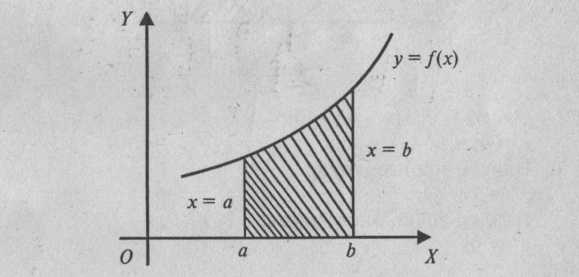 Y
y = f(x)
x = b
x = a
O
a
b
X